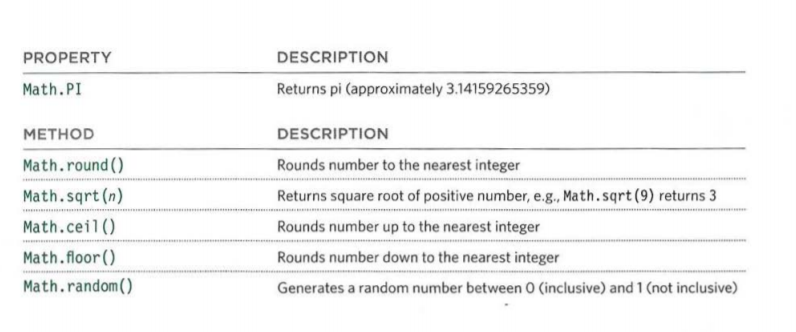 PROPERTY DESCRIPTION
Math.PI Returns pi (approximately 3.14159265359)
METHOD DESCRIPTION
Math.round() Rounds number to the nearest integer
Math.sqrt(n) Returns square root of positive number, e.g., Math.sqrt(9) returns 3
Math.ceil() Rounds number up to the nearest integer
Math.floor() Rounds number down to the nearest integer
Math.random() Generates a random number between 0 (inclusive) and 1 (not inclusive)